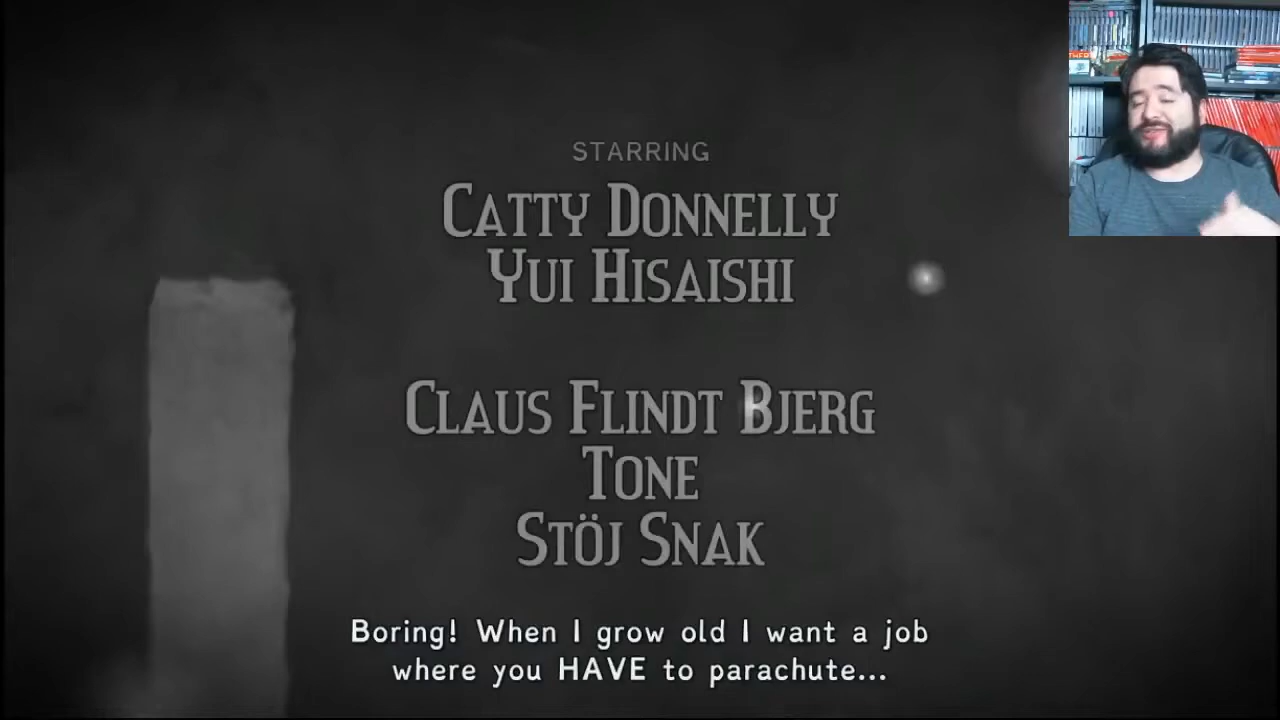 STARRING
CATTY DONNELLY
YUI HISAISHI
CLAUS FLINDT BJERG
TONE
STÖJ SNAK
Boring! When I grow old I want a job
where you HAVE to parachute...